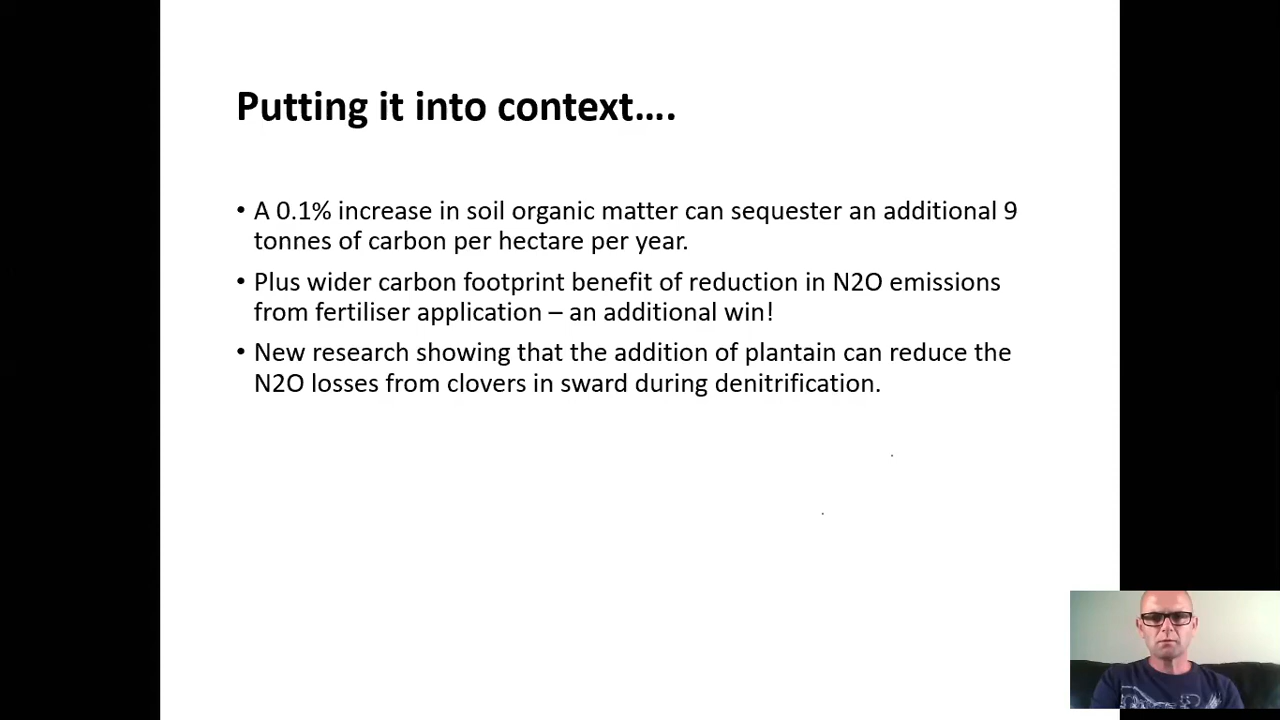 Putting it into context....
• A 0.1% increase in soil organic matter can sequester an additional 9
tonnes of carbon per hectare per year.
• Plus wider carbon footprint benefit of reduction in N2O emissions
from fertiliser application – an additional win!
• New research showing that the addition of plantain can reduce the
N2O losses from clovers in sward during denitrification.